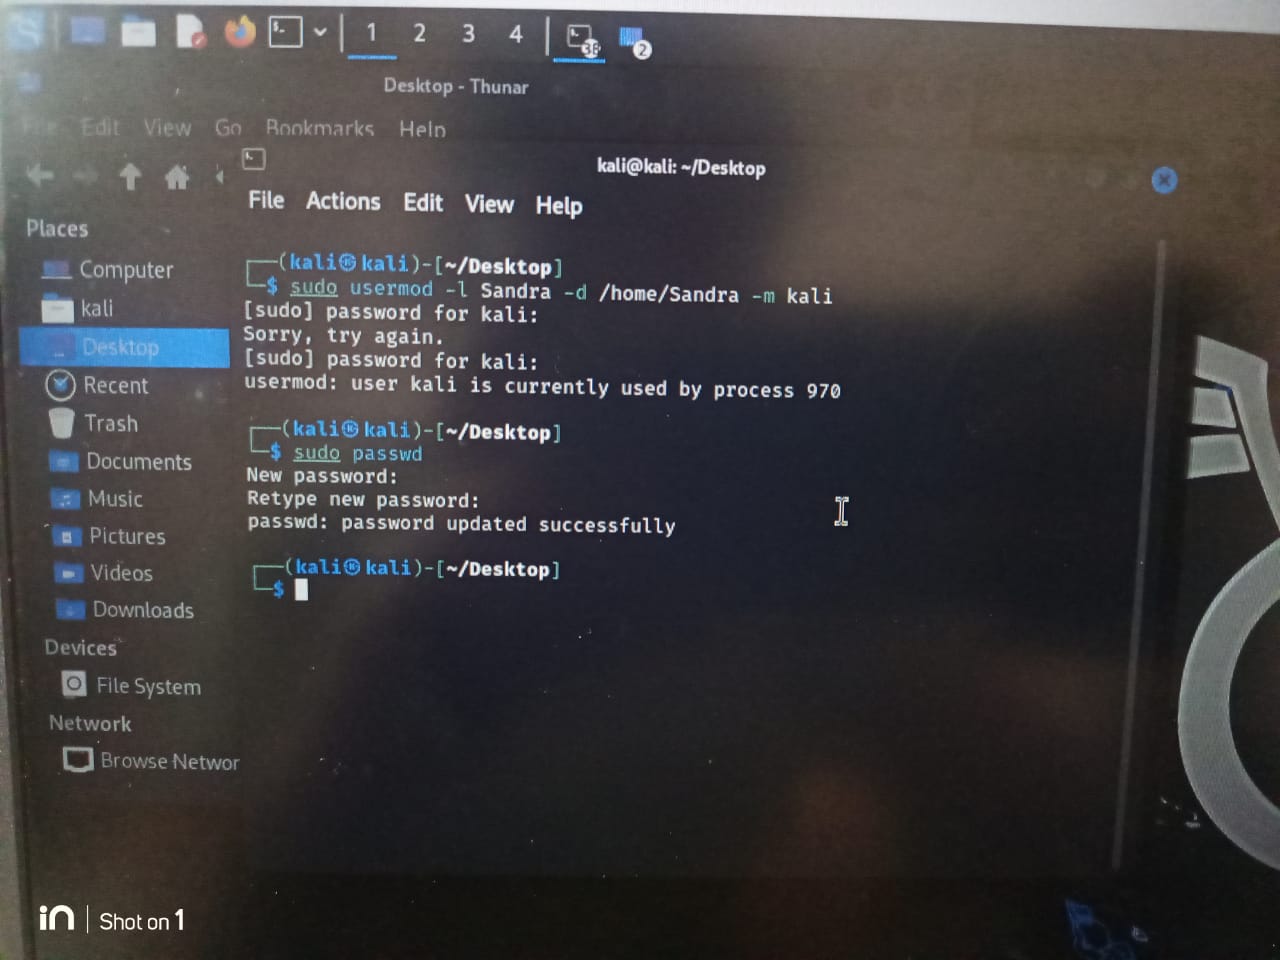 1 2 3 4
2
Desktop - Thunar
File Edit View Go Bookmarks Help
kali@kali: ~/Desktop
File Actions Edit View Help
Places
Computer
kali
Desktop
Recent
Trash
Documents
Music
Pictures
Videos
Downloads
Devices
File System
Network
Browse Networ
┌──(kali㉿kali)-[~/Desktop]
└─$ sudo usermod -l Sandra -d /home/Sandra -m kali
[sudo] password for kali:
Sorry, try again.
[sudo] password for kali:
usermod: user kali is currently used by process 970
┌──(kali㉿kali)-[~/Desktop]
└─$ sudo passwd
New password:
Retype new password:
passwd: password updated successfully
┌──(kali㉿kali)-[~/Desktop]
└─$
in | Shot on 1